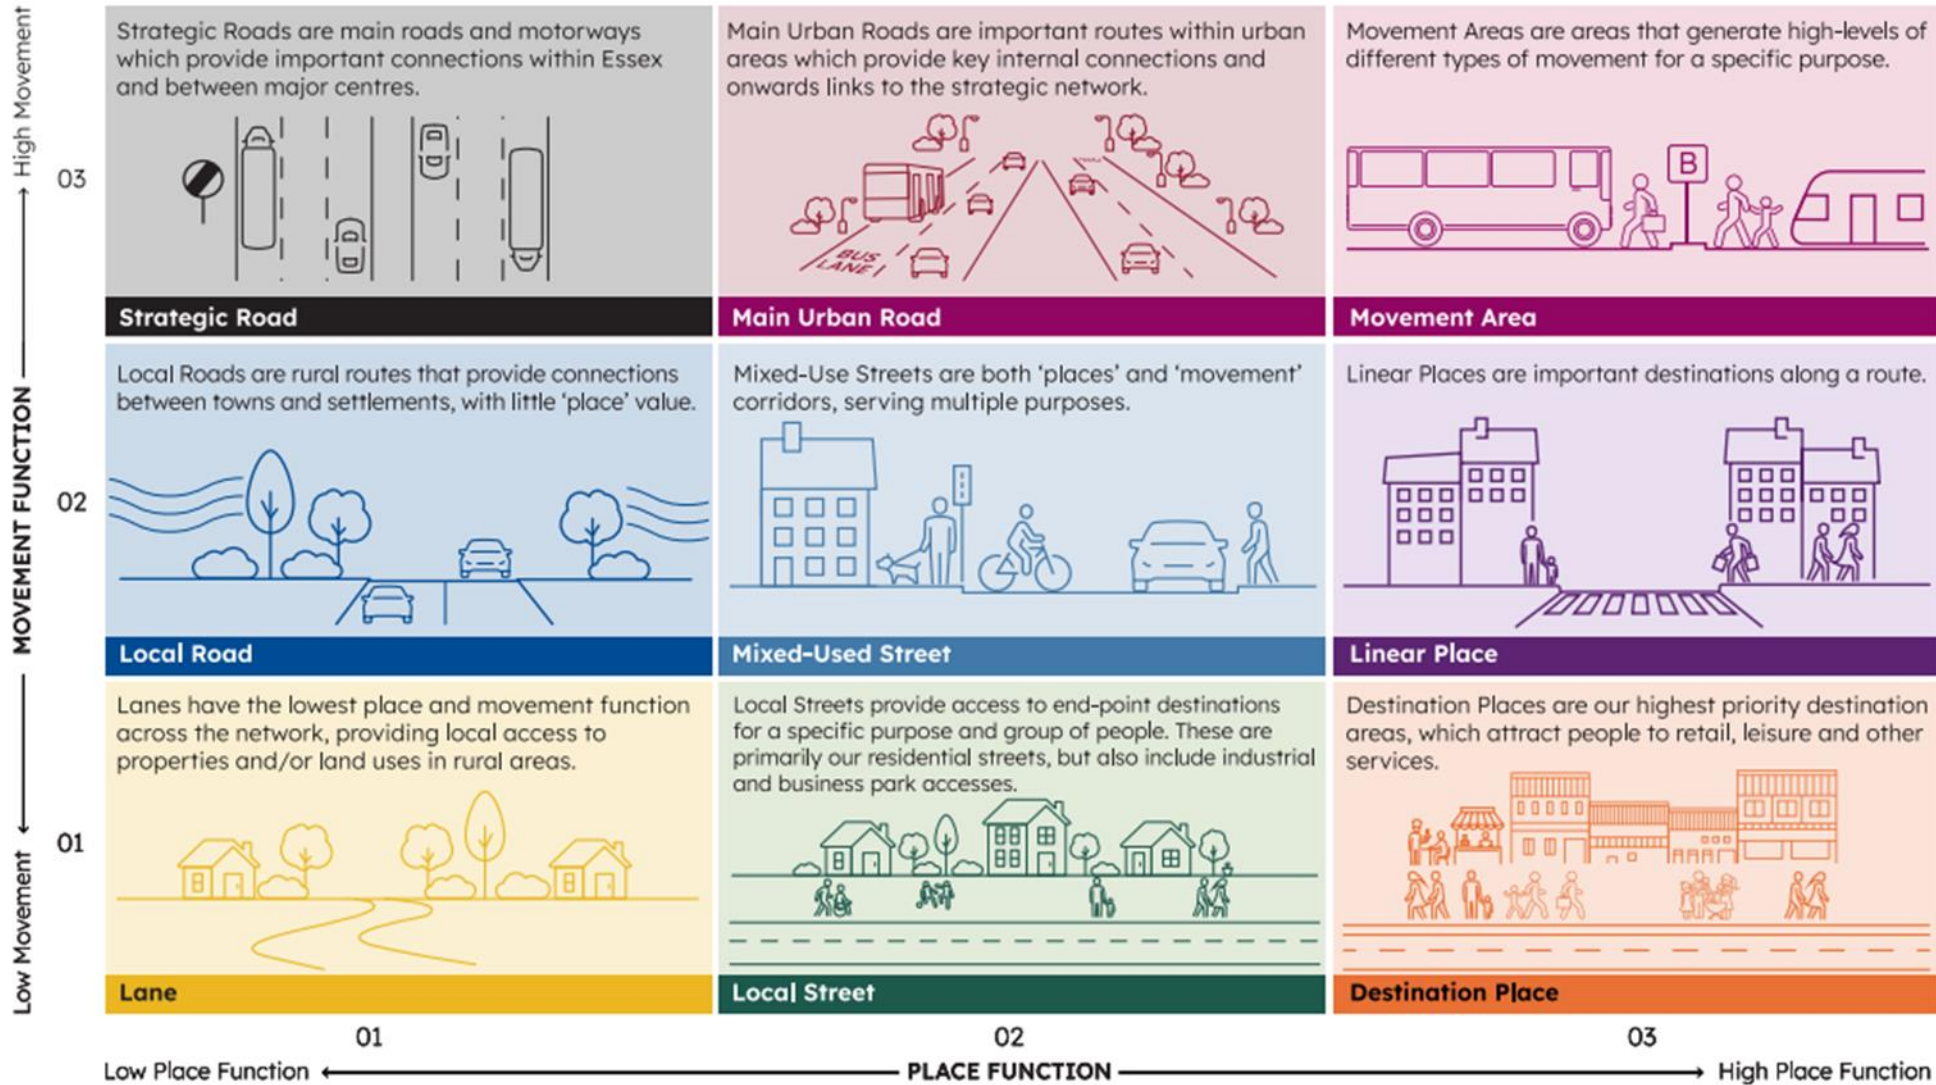 High Movement
MOVEMENT FUNCTION
Low Movement
03
Strategic Roads are main roads and motorways
which provide important connections within Essex
and between major centres.
Strategic Road
Main Urban Roads are important routes within urban
areas which provide key internal connections and
onwards links to the strategic network.
BUS
LANE
Main Urban Road
Movement Areas are areas that generate high-levels of
different types of movement for a specific purpose.
B
Movement Area
02
Local Roads are rural routes that provide connections
between towns and settlements, with little ‘place’ value.
Local Road
Mixed-Use Streets are both ‘places’ and ‘movement’
corridors, serving multiple purposes.
Mixed-Used Street
Linear Places are important destinations along a route.
Linear Place
01
Lanes have the lowest place and movement function
across the network, providing local access to
properties and/or land uses in rural areas.
Lane
Local Streets provide access to end-point destinations
for a specific purpose and group of people. These are
primarily our residential streets, but also include industrial
and business park accesses.
Local Street
Destination Places are our highest priority destination
areas, which attract people to retail, leisure and other
services.
Destination Place
01
02
03
Low Place Function
PLACE FUNCTION
High Place Function